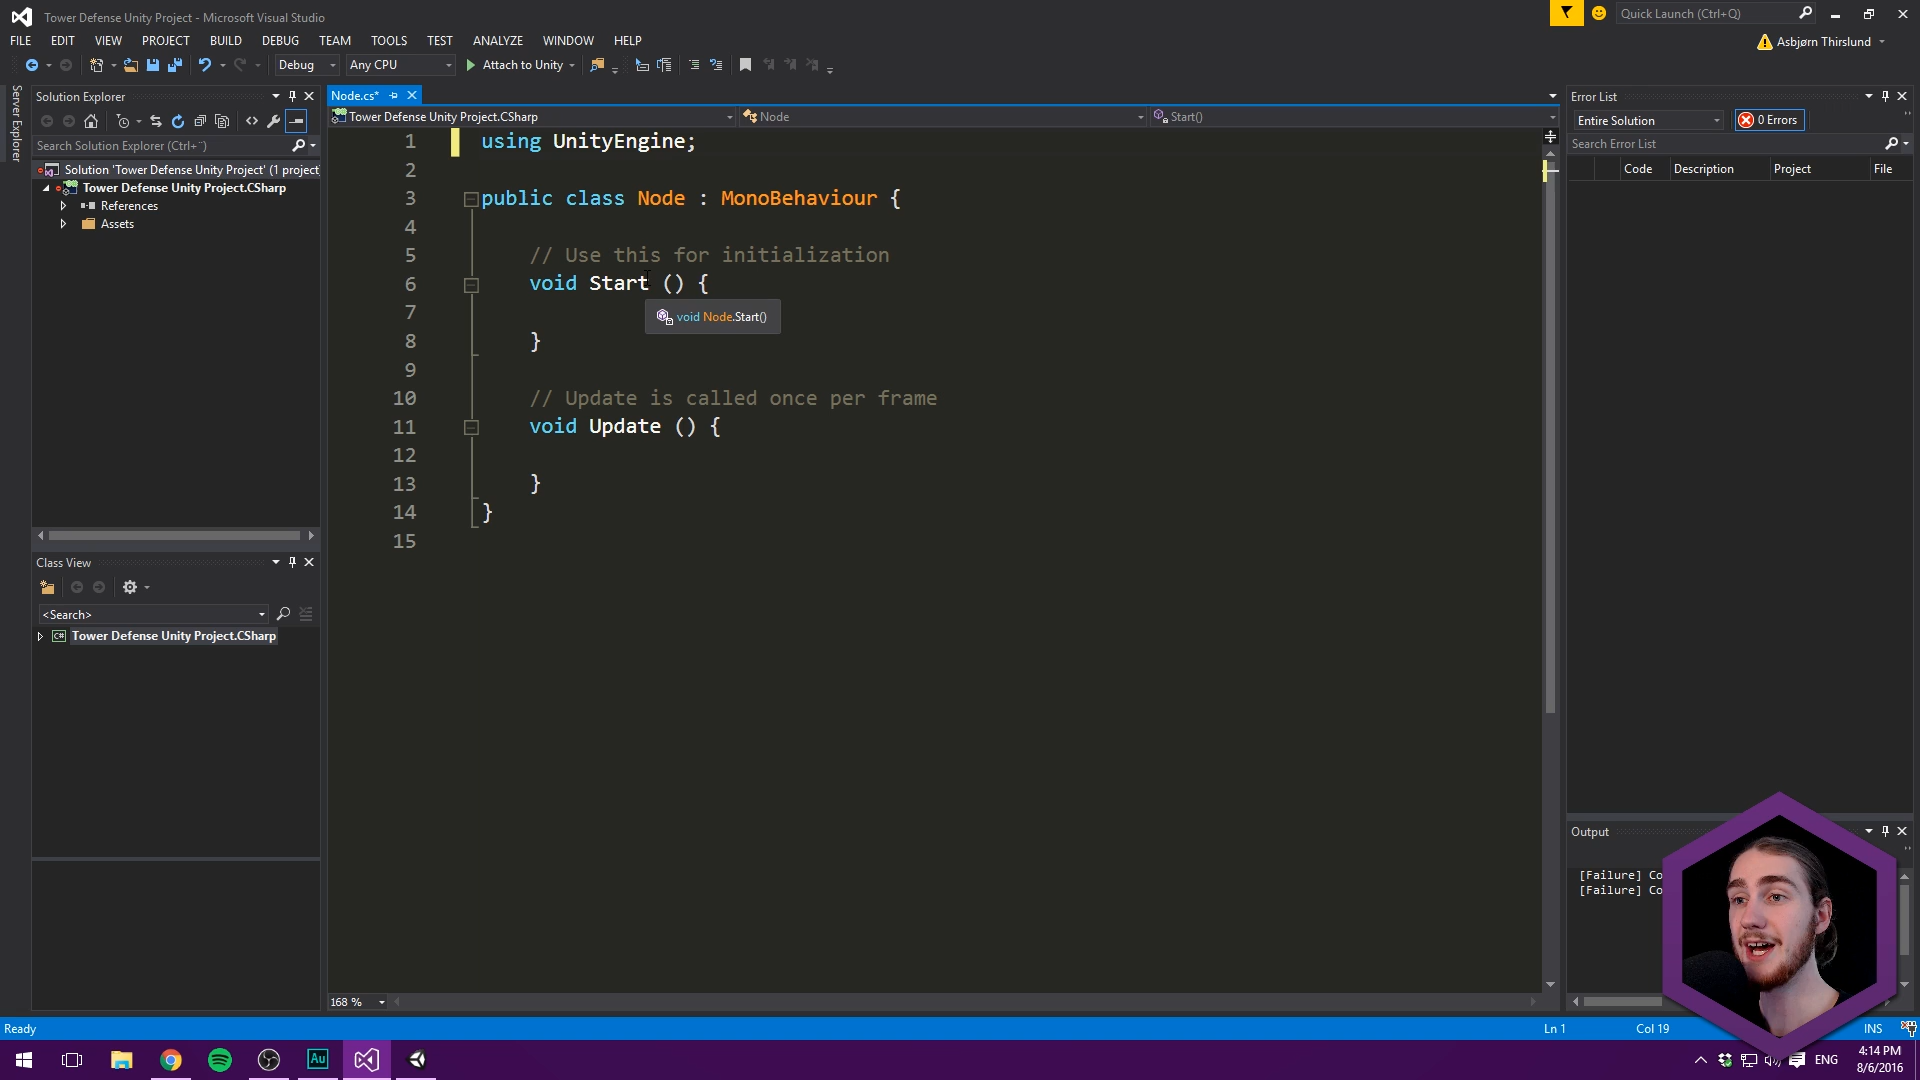 Tower Defense Unity Project - Microsoft Visual Studio
Quick Launch (Ctrl+Q)
FILE EDIT VIEW PROJECT BUILD DEBUG TEAM TOOLS TEST ANALYZE WINDOW HELP
Asbjørn Thirslund
Debug Any CPU Attach to Unity
Server Explorer
Solution Explorer
Search Solution Explorer (Ctrl+¨)
Solution 'Tower Defense Unity Project' (1 project
Tower Defense Unity Project.CSharp
References
Assets
Class View
<Search>
C# Tower Defense Unity Project.CSharp
Node.cs*
Tower Defense Unity Project.CSharp Node Start()
1 using UnityEngine;
2
3 public class Node : MonoBehaviour {
4
5 // Use this for initialization
6 void Start () {
7
void Node.Start()
8 }
9
10 // Update is called once per frame
11 void Update () {
12
13 }
14 }
15
168 %
Error List
Entire Solution 0 Errors
Search Error List
Code Description Project File
Output
[Failure] Co
[Failure] Co
Ready Ln 1 Col 19 INS
Au
ENG
4:14 PM
8/6/2016